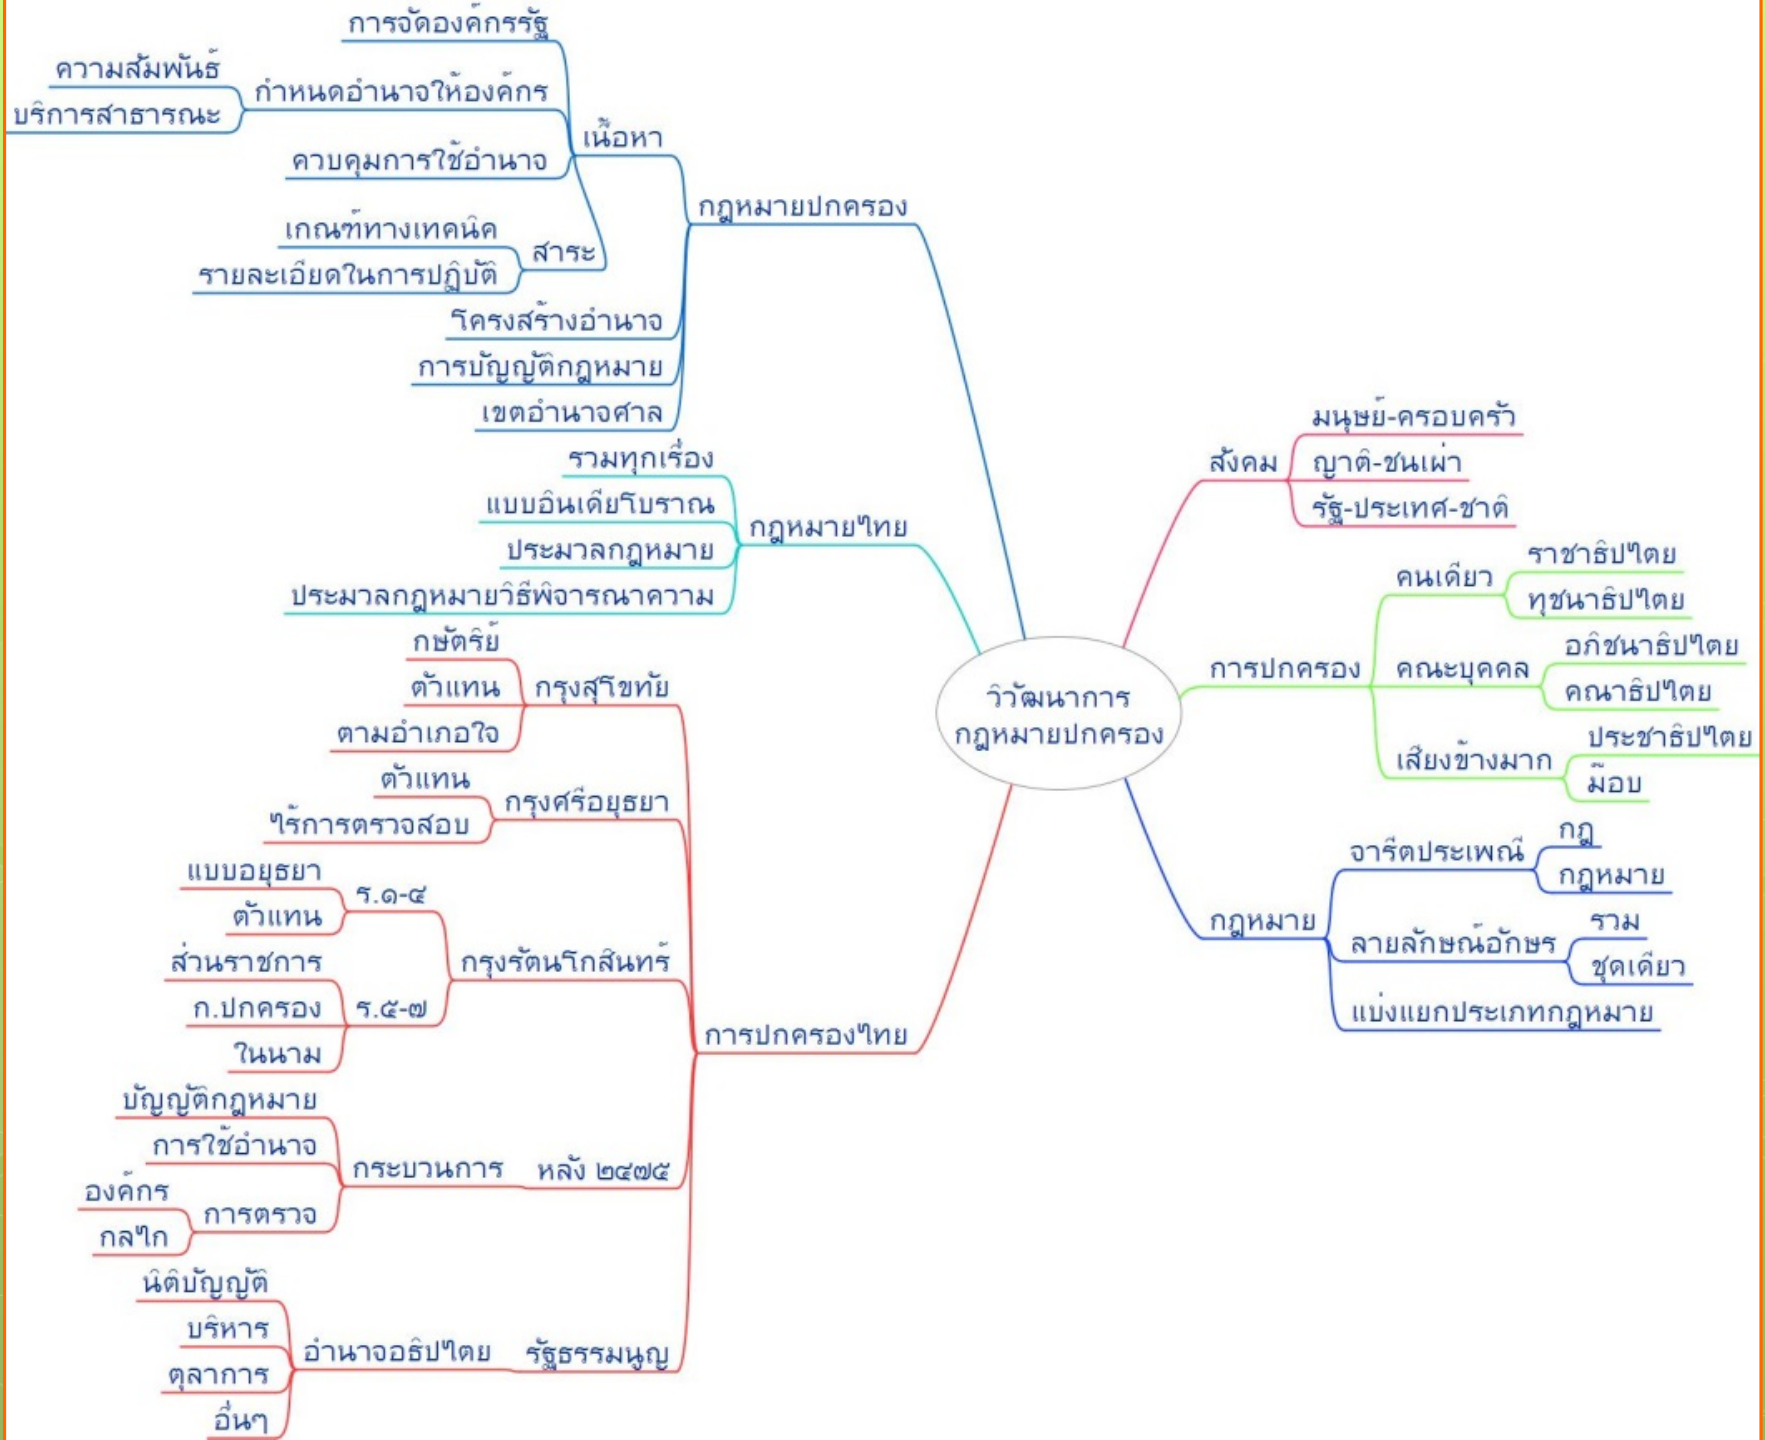 การจัดองค์กรรัฐ
ความสัมพันธ์
กำหนดอำนาจให้องค์กร
บริการสาธารณะ
เนื้อหา
ควบคุมการใช้อำนาจ
กฎหมายปกครอง
เกณฑ์ทางเทคนิค
สาระ
รายละเอียดในการปฏิบัติ
โครงสร้างอำนาจ
การบัญญัติกฎหมาย
เขตอำนาจศาล
รวมทุกเรื่อง
แบบอินเดียโบราณ
กฎหมายไทย
ประมวลกฎหมาย
ประมวลกฎหมายวิธีพิจารณาความ
กษัตริย์
ตัวแทน
กรุงสุโขทัย
ตามอำเภอใจ
ตัวแทน
กรุงศรีอยุธยา
ไร้การตรวจสอบ
แบบอยุธยา
ร.๑-๔
ตัวแทน
ส่วนราชการ
กรุงรัตนโกสินทร์
ก.ปกครอง
ร.๕-๗
ในนาม
การปกครองไทย
บัญญัติกฎหมาย
การใช้อำนาจ
กระบวนการ
หลัง ๒๔๗๕
องค์กร
การตรวจ
กลไก
นิติบัญญัติ
บริหาร
อำนาจอธิปไตย
รัฐธรรมนูญ
ตุลาการ
อื่นๆ
วิวัฒนาการ
กฎหมายปกครอง
มนุษย์-ครอบครัว
สังคม
ญาติ-ชนเผ่า
รัฐ-ประเทศ-ชาติ
ราชาธิปไตย
คนเดียว
ทุชนาธิปไตย
อภิชนาธิปไตย
การปกครอง
คณะบุคคล
คณาธิปไตย
ประชาธิปไตย
เสียงข้างมาก
ม๊อบ
กฎ
จารีตประเพณี
กฎหมาย
กฎหมาย
รวม
ลายลักษณ์อักษร
ชุดเดียว
แบ่งแยกประเภทกฎหมาย